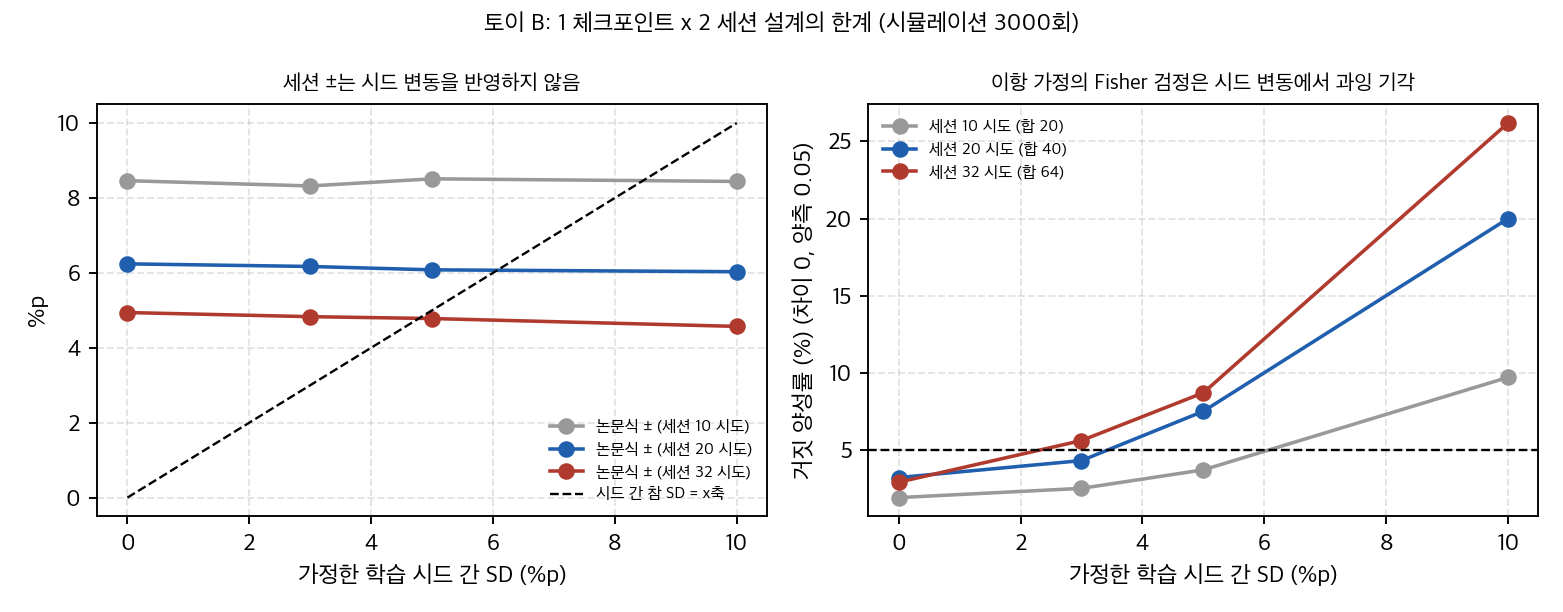 토이 B: 1 체크포인트 x 2 세션 설계의 한계 (시뮬레이션 3000회)
세션 ±는 시드 변동을 반영하지 않음
%p
10
8
6
4
2
0
논문식 ± (세션 10 시도)
논문식 ± (세션 20 시도)
논문식 ± (세션 32 시도)
시드 간 참 SD = x축
0 2 4 6 8 10
가정한 학습 시드 간 SD (%p)
이항 가정의 Fisher 검정은 시드 변동에서 과잉 기각
거짓 양성률 (%) (차이 0, 양측 0.05)
25
20
15
10
5
세션 10 시도 (합 20)
세션 20 시도 (합 40)
세션 32 시도 (합 64)
0 2 4 6 8 10
가정한 학습 시드 간 SD (%p)